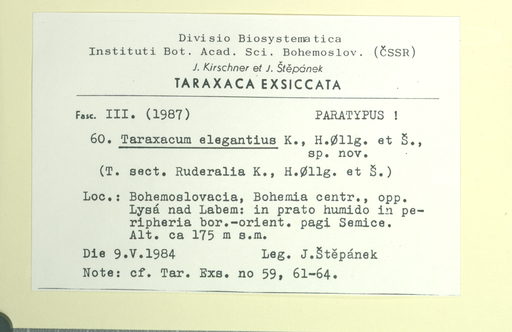 Divisio Biosystematica
Instituti Bot. Acad. Sci. Bohemoslov. (ČSSR)
J. Kirschner et J. Štěpánek
TARAXACA EXSICCATA
Fasc. III. (1987) PARATYPUS !
60. Taraxacum elegantius K., H.Øllg. et Š.,
sp. nov.
(T. sect. Ruderalia K., H.Øllg. et Š.)
Loc.: Bohemoslovacia, Bohemia centr., opp.
Lysá nad Labem: in prato humido in pe-
ripheria bor.-orient. pagi Semice.
Alt. ca 175 m s.m.
Die 9.V.1984 Leg. J.Štěpánek
Note: cf. Tar. Exs. no 59, 61-64.